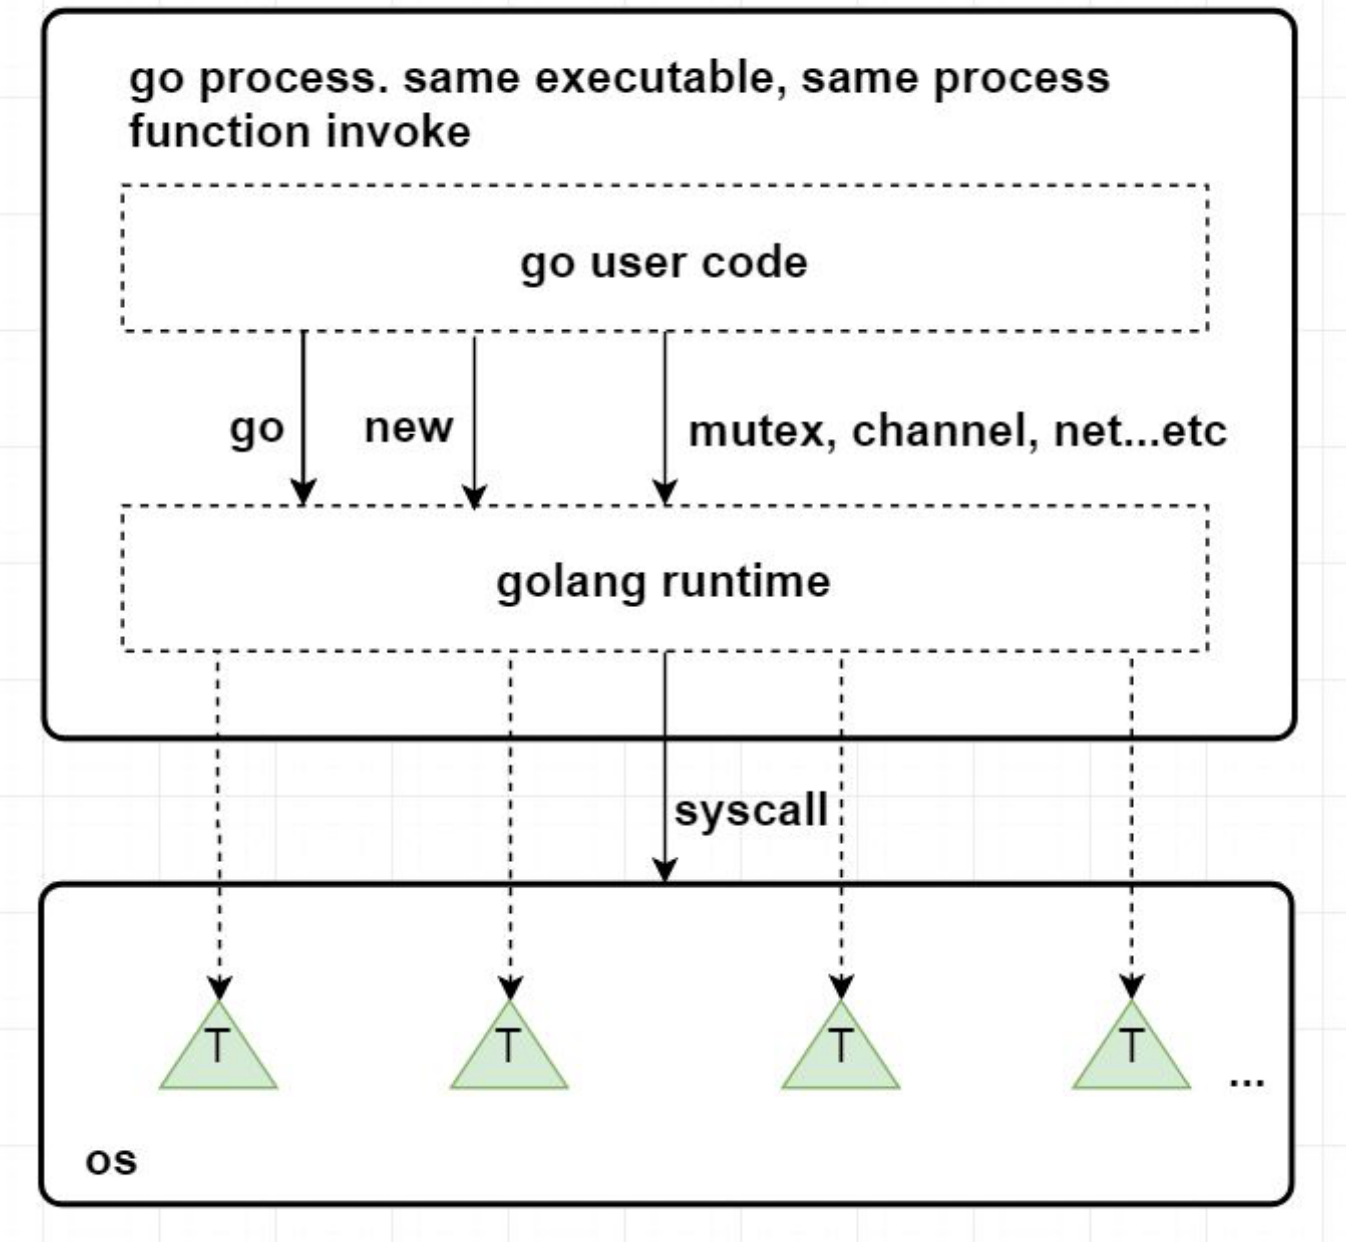 go process. same executable, same process
function invoke
go user code
go
new
mutex, channel, net...etc
golang runtime
syscall
T
T
T
T
...
os